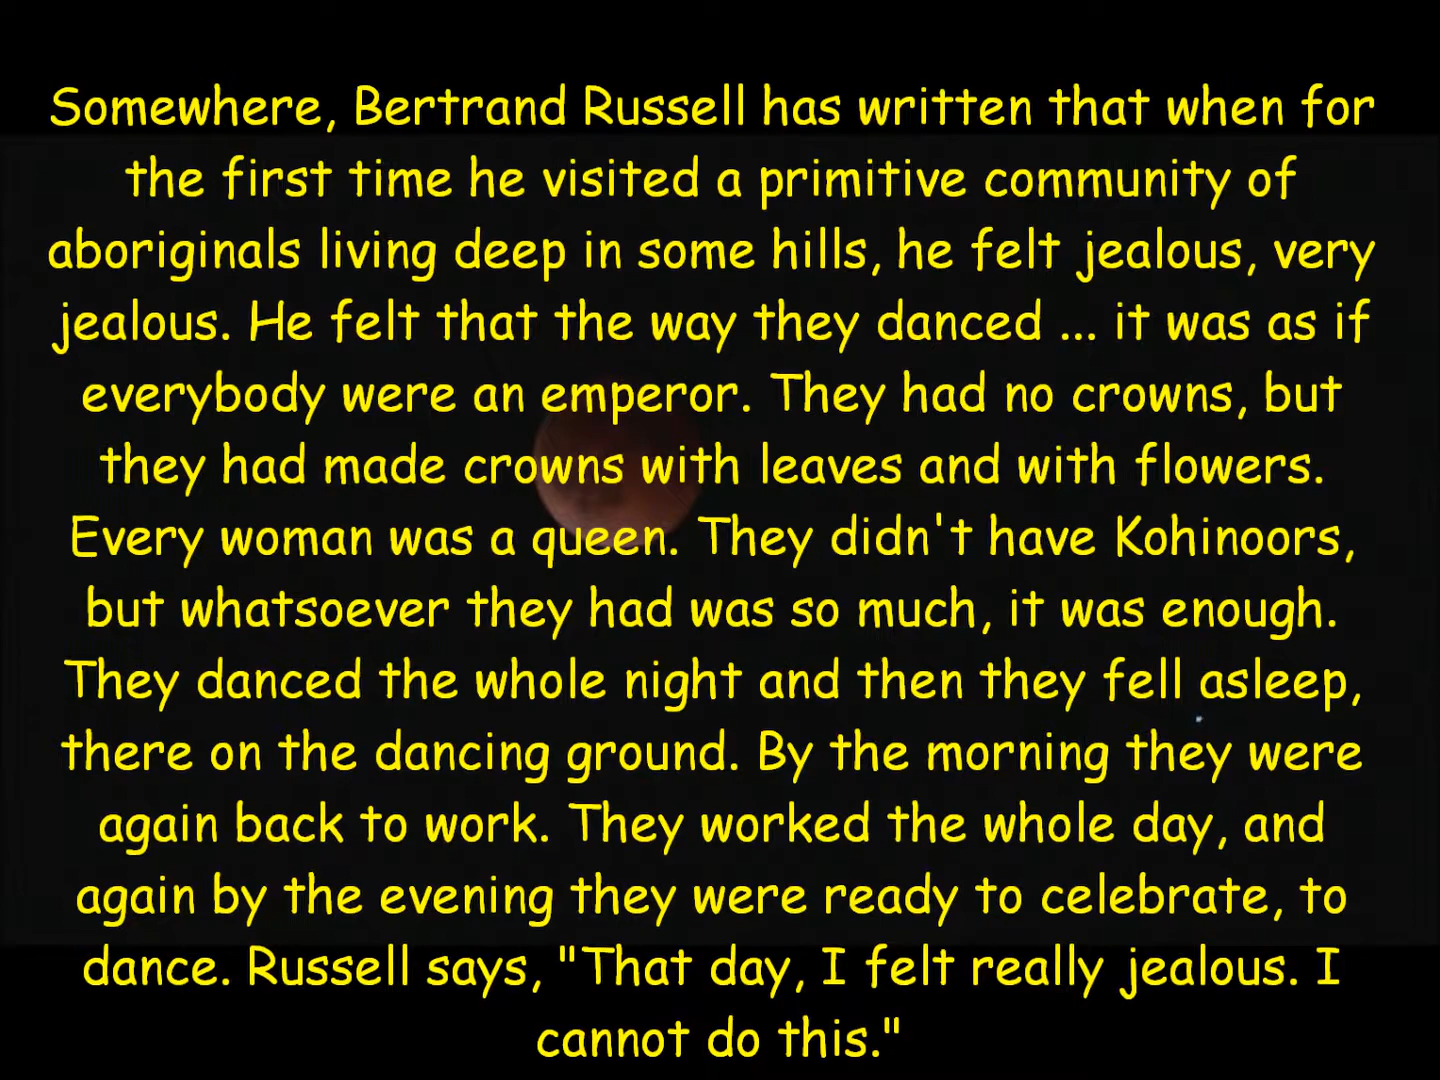 Somewhere, Bertrand Russell has written that when for
the first time he visited a primitive community of
aboriginals living deep in some hills, he felt jealous, very
jealous. He felt that the way they danced ... it was as if
everybody were an emperor. They had no crowns, but
they had made crowns with leaves and with flowers.
Every woman was a queen. They didn't have Kohinoors,
but whatsoever they had was so much, it was enough.
They danced the whole night and then they fell asleep,
there on the dancing ground. By the morning they were
again back to work. They worked the whole day, and
again by the evening they were ready to celebrate, to
dance. Russell says, "That day, I felt really jealous. I
cannot do this."